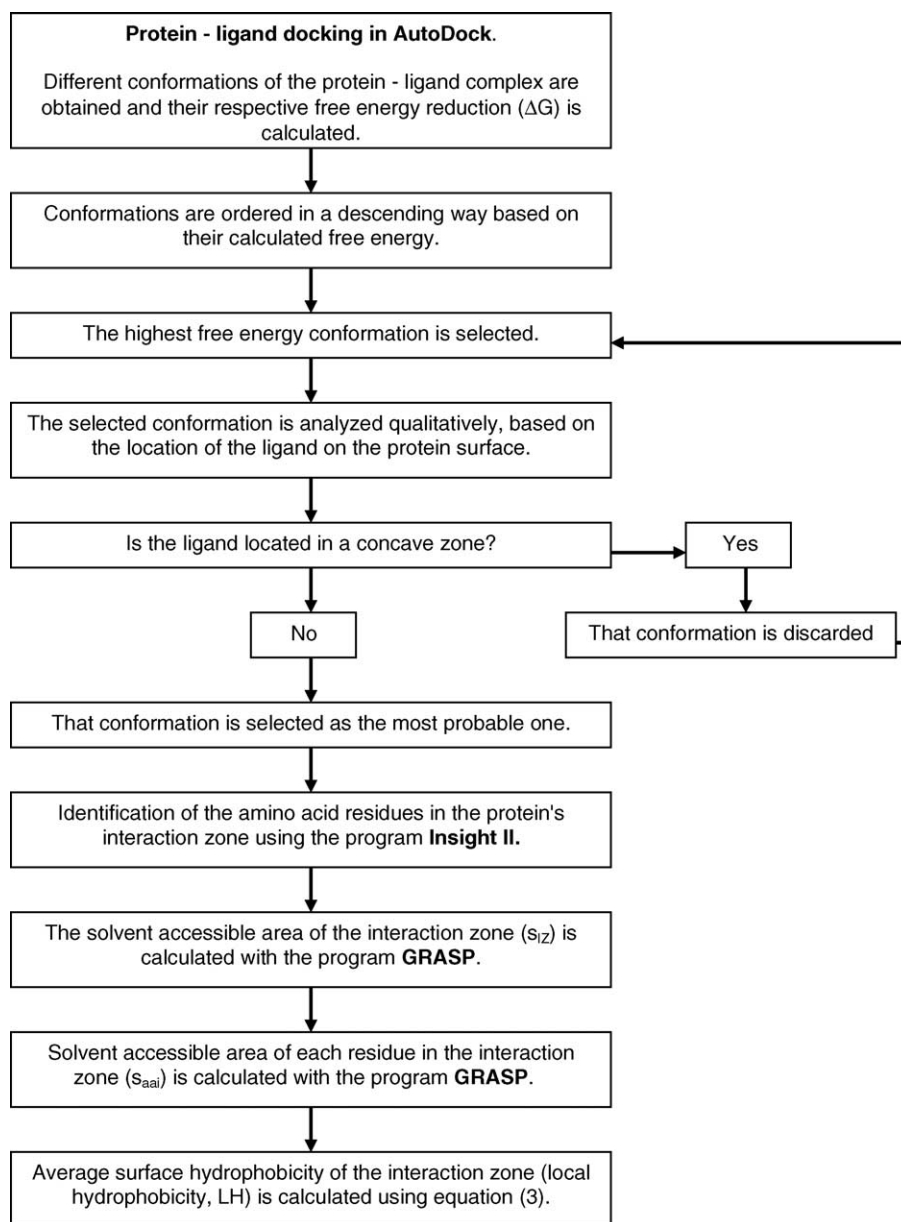 Protein - ligand docking in AutoDock.
Different conformations of the protein - ligand complex are
obtained and their respective free energy reduction (ΔG) is
calculated.
Conformations are ordered in a descending way based on
their calculated free energy.
The highest free energy conformation is selected.
The selected conformation is analyzed qualitatively, based on
the location of the ligand on the protein surface.
Is the ligand located in a concave zone?
Yes
No
That conformation is discarded
That conformation is selected as the most probable one.
Identification of the amino acid residues in the protein's
interaction zone using the program Insight II.
The solvent accessible area of the interaction zone (sIZ) is
calculated with the program GRASP.
Solvent accessible area of each residue in the interaction
zone (saai) is calculated with the program GRASP.
Average surface hydrophobicity of the interaction zone (local
hydrophobicity, LH) is calculated using equation (3).